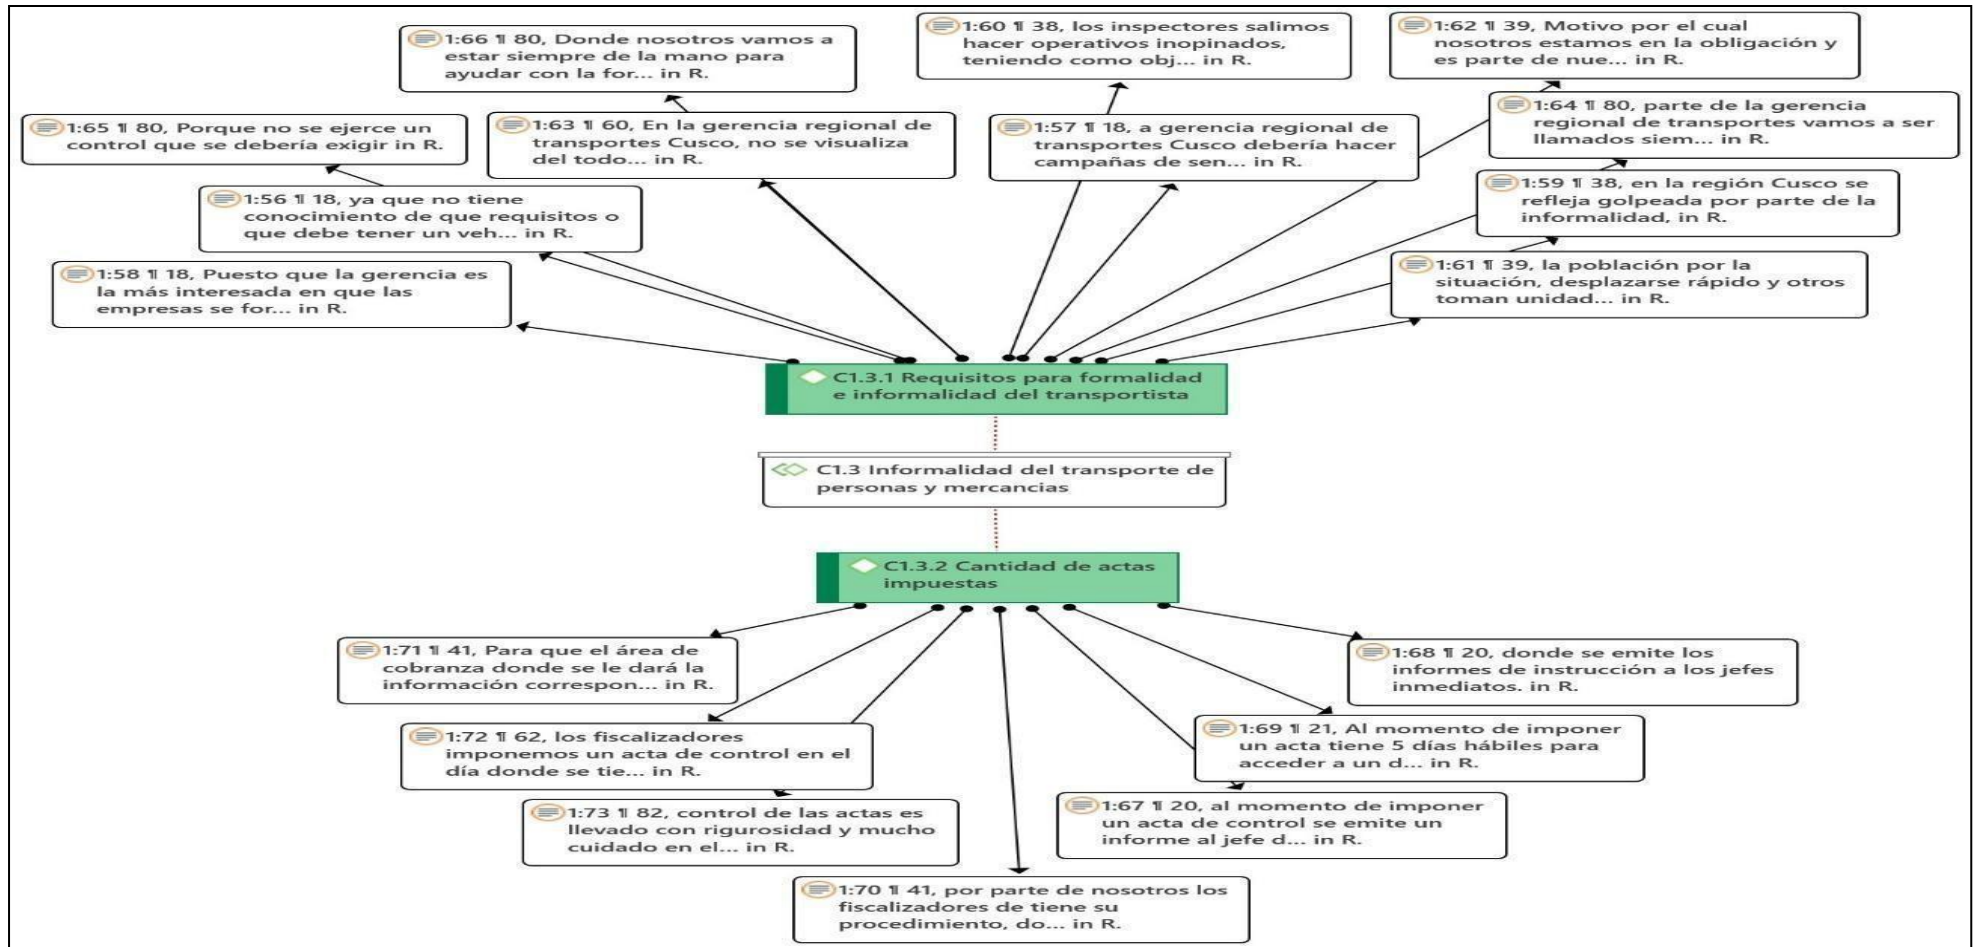 1:66 ¶ 80, Donde nosotros vamos a
estar siempre de la mano para
ayudar con la for... in R.
1:60 ¶ 38, los inspectores salimos
hacer operativos inopinados,
teniendo como obj... in R.
1:62 ¶ 39, Motivo por el cual
nosotros estamos en la obligación y
es parte de nue... in R.
1:65 ¶ 80, Porque no se ejerce un
control que se debería exigir in R.
1:63 ¶ 60, En la gerencia regional de
transportes Cusco, no se visualiza
del todo... in R.
1:57 ¶ 18, a gerencia regional de
transportes Cusco debería hacer
campañas de sen... in R.
1:64 ¶ 80, parte de la gerencia
regional de transportes vamos a ser
llamados siem... in R.
1:56 ¶ 18, ya que no tiene
conocimiento de que requisitos o
que debe tener un veh... in R.
1:59 ¶ 38, en la región Cusco se
refleja golpeada por parte de la
informalidad, in R.
1:58 ¶ 18, Puesto que la gerencia es
la más interesada en que las
empresas se for... in R.
1:61 ¶ 39, la población por la
situación, desplazarse rápido y otros
toman unidad... in R.
C1.3.1 Requisitos para formalidad
e informalidad del transportista
C1.3 Informalidad del transporte de
personas y mercancias
C1.3.2 Cantidad de actas
impuestas
1:71 ¶ 41, Para que el área de
cobranza donde se le dará la
información correspon... in R.
1:68 ¶ 20, donde se emite los
informes de instrucción a los jefes
inmediatos. in R.
1:72 ¶ 62, los fiscalizadores
imponemos un acta de control en el
día donde se tie... in R.
1:69 ¶ 21, Al momento de imponer
un acta tiene 5 días hábiles para
acceder a un d... in R.
1:73 ¶ 82, control de las actas es
llevado con rigurosidad y mucho
cuidado en el... in R.
1:67 ¶ 20, al momento de imponer
un acta de control se emite un
informe al jefe d... in R.
1:70 ¶ 41, por parte de nosotros los
fiscalizadores de tiene su
procedimiento, do... in R.